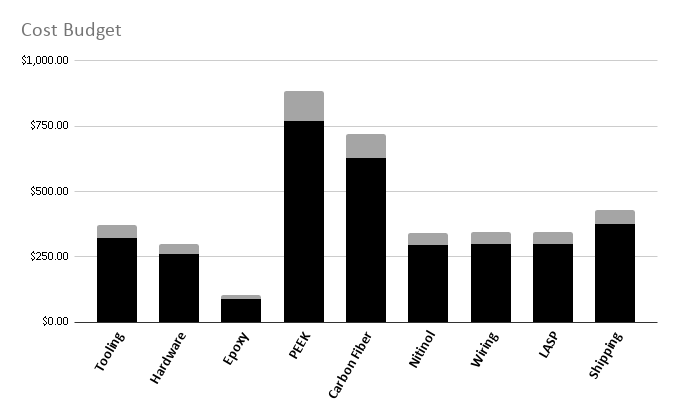 Cost Budget
$1,000.00
$750.00
$500.00
$250.00
$0.00
Tooling
Hardware
Epoxy
PEEK
Carbon Fiber
Nitinol
Wiring
LASP
Shipping